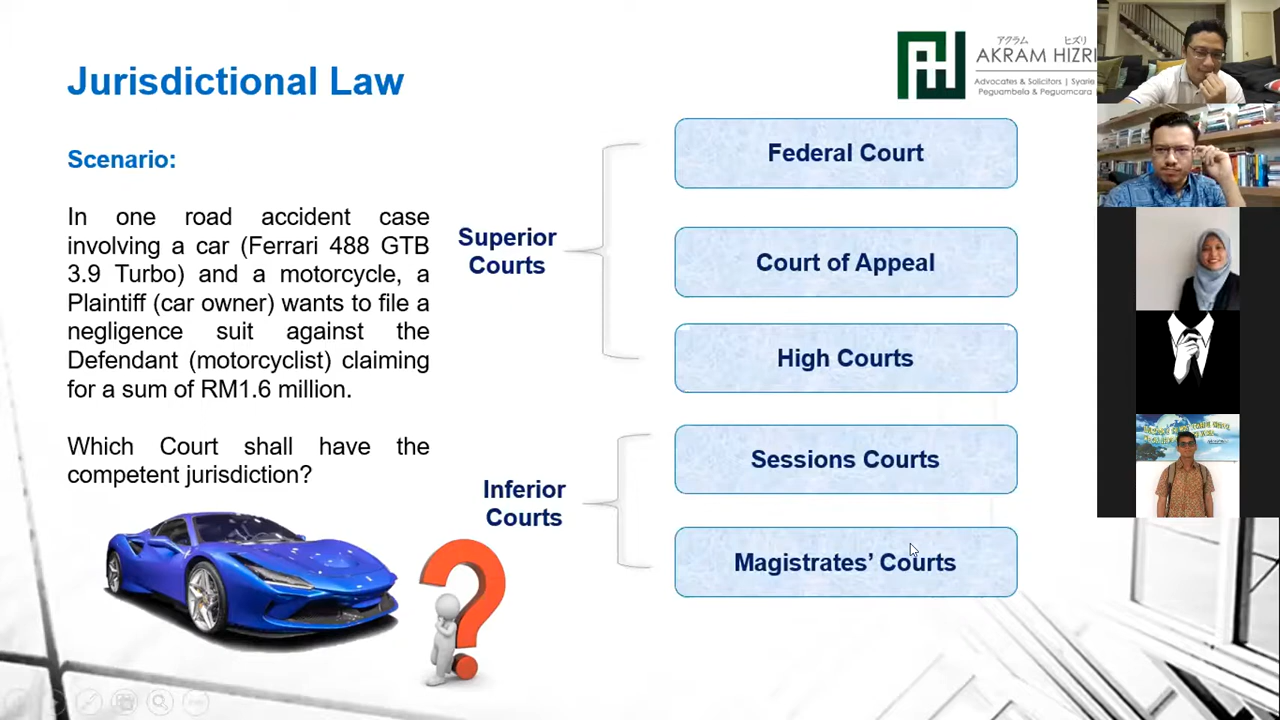 Jurisdictional Law
アクラム ヒズリ
AKRAM HIZRI
Advocates & Solicitors | Syarie
Peguambela & Peguamcara
Scenario:
In one road accident case
involving a car (Ferrari 488 GTB
3.9 Turbo) and a motorcycle, a
Plaintiff (car owner) wants to file a
negligence suit against the
Defendant (motorcyclist) claiming
for a sum of RM1.6 million.
Which Court shall have the
competent jurisdiction?
Superior
Courts
Federal Court
Court of Appeal
High Courts
Inferior
Courts
Sessions Courts
Magistrates’ Courts